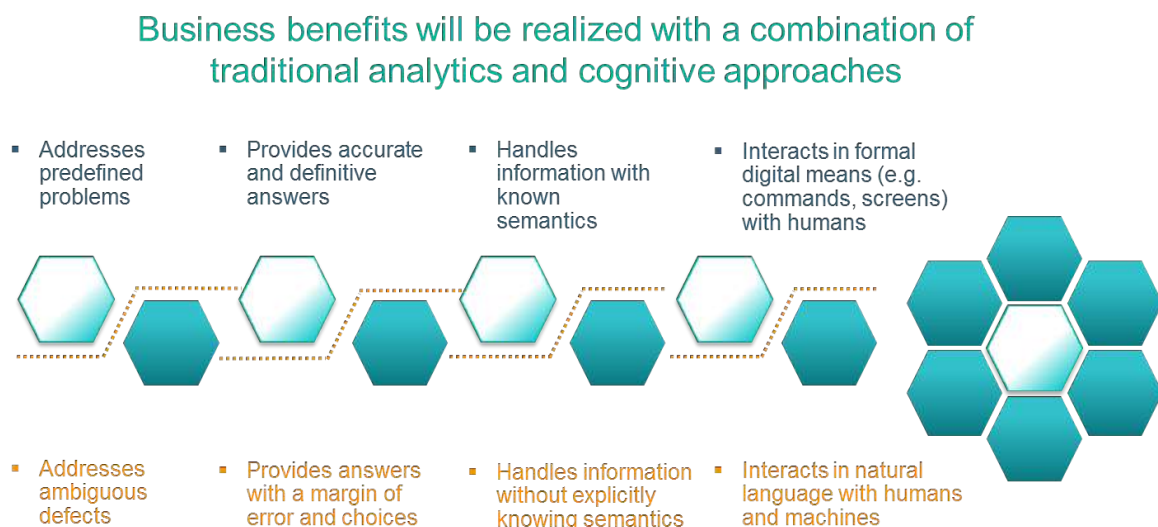 Business benefits will be realized with a combination of
traditional analytics and cognitive approaches
▪ Addresses
predefined
problems
▪ Provides accurate
and definitive
answers
▪ Handles
information with
known
semantics
▪ Interacts in formal
digital means (e.g.
commands, screens)
with humans
▪ Addresses
ambiguous
defects
▪ Provides answers
with a margin of
error and choices
▪ Handles information
without explicitly
knowing semantics
▪ Interacts in natural
language with humans
and machines